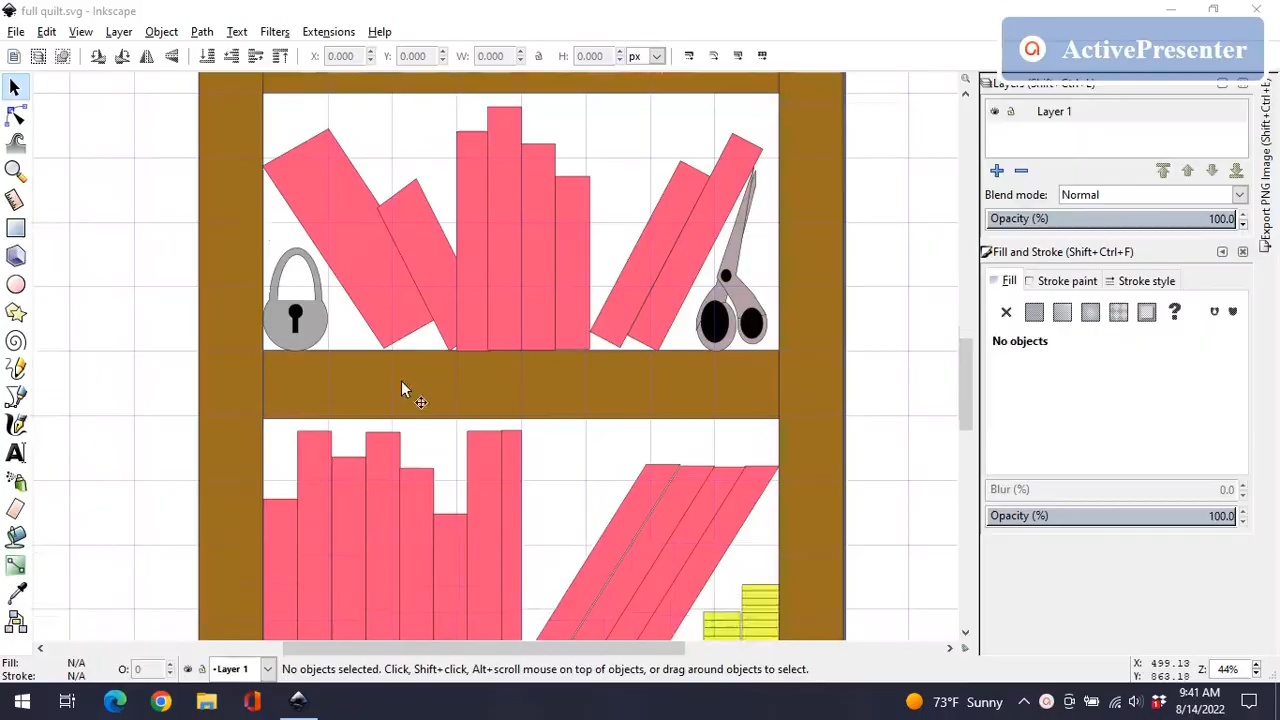 full quilt.svg - Inkscape
ActivePresenter
File Edit View Layer Object Path Text Filters Extensions Help
X: 0.000 Y: 0.000 W: 0.000 H: 0.000 px
Layers (Shift+Ctrl+L)
Layer 1
Blend mode: Normal
Opacity (%) 100.0
Export PNG Image (Shift+Ctrl+E)
Fill and Stroke (Shift+Ctrl+F)
Fill Stroke paint Stroke style
?
No objects
Blur (%) 0.0
Opacity (%) 100.0
Fill: N/A
Stroke: N/A
O: 0
Layer 1
No objects selected. Click, Shift+click, Alt+scroll mouse on top of objects, or drag around objects to select.
X: 499.13
Y: 863.18
Z: 44%
73°F Sunny
9:41 AM
8/14/2022